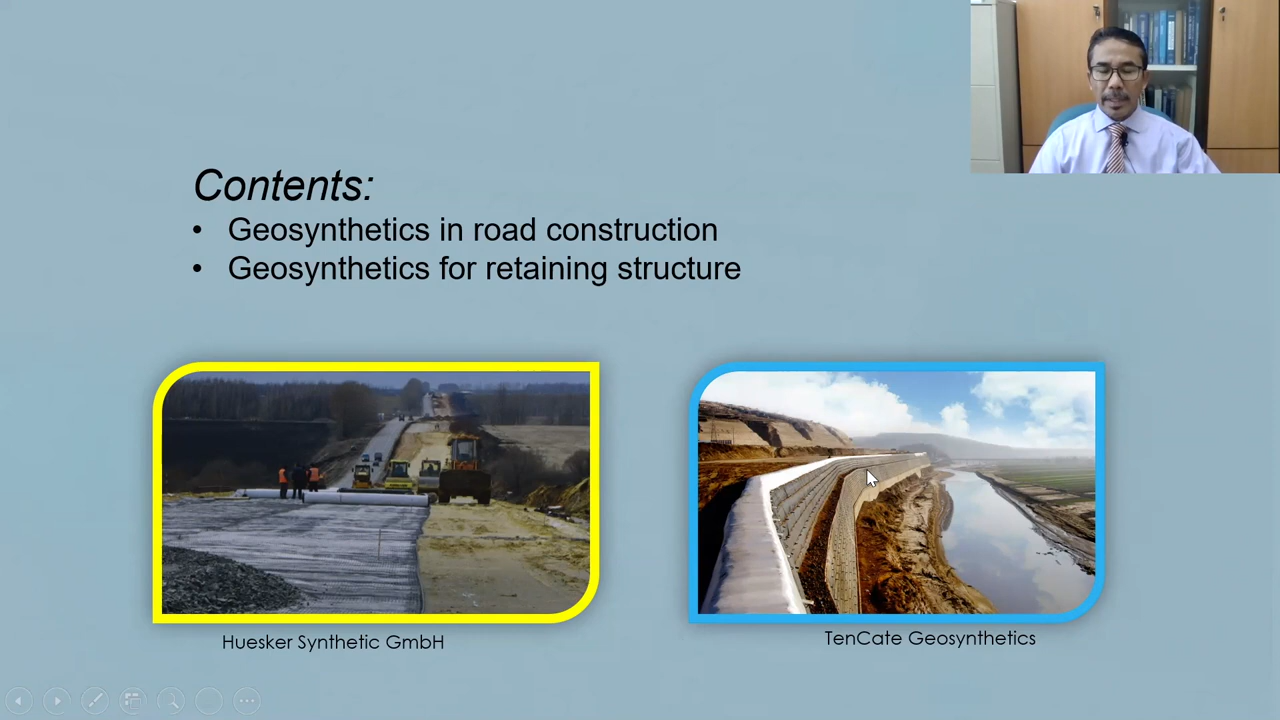 Contents:
• Geosynthetics in road construction
• Geosynthetics for retaining structure
Huesker Synthetic GmbH
TenCate Geosynthetics